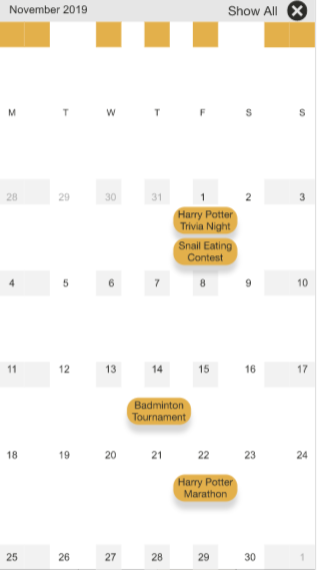 November 2019 Show All
M T W T F S S
28 29 30 31 1 2 3
Harry Potter
Trivia Night
Snail Eating
Contest
4 5 6 7 8 9 10
11 12 13 14 15 16 17
Badminton
Tournament
18 19 20 21 22 23 24
Harry Potter
Marathon
25 26 27 28 29 30 1